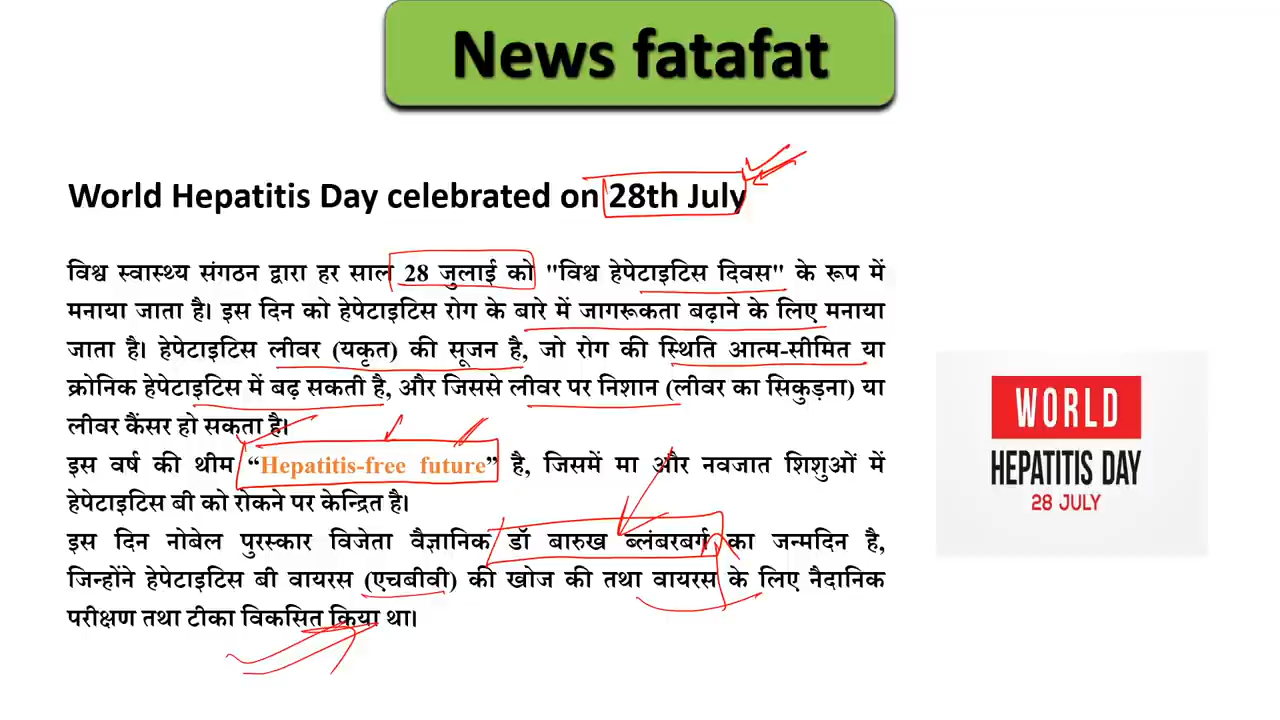 News fatafat
World Hepatitis Day celebrated on 28th July
विश्व स्वास्थ्य संगठन द्वारा हर साल 28 जुलाई को "विश्व हेपेटाइटिस दिवस" के रूप में
मनाया जाता है। इस दिन को हेपेटाइटिस रोग के बारे में जागरूकता बढ़ाने के लिए मनाया
जाता है। हेपेटाइटिस लीवर (यकृत) की सूजन है, जो रोग की स्थिति आत्म-सीमित या
क्रोनिक हेपेटाइटिस में बढ़ सकती है, और जिससे लीवर पर निशान (लीवर का सिकुड़ना) या
लीवर कैंसर हो सकता है।
इस वर्ष की थीम “Hepatitis-free future” है, जिसमें मा और नवजात शिशुओं में
हेपेटाइटिस बी को रोकने पर केन्द्रित है।
इस दिन नोबेल पुरस्कार विजेता वैज्ञानिक डॉ बारुख ब्लंबरबर्ग का जन्मदिन है,
जिन्होंने हेपेटाइटिस बी वायरस (एचबीवी) की खोज की तथा वायरस के लिए नैदानिक
परीक्षण तथा टीका विकसित किया था।
WORLD
HEPATITIS DAY
28 JULY